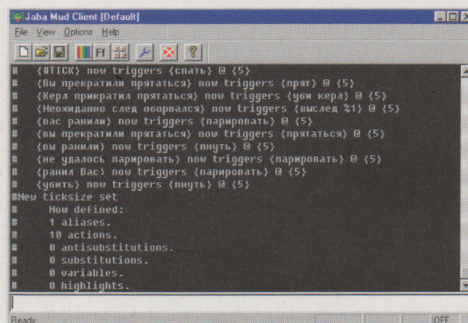 Jaba Mud Client [Default]
File View Options Help
Ff
# {#TICK} now triggers {спать} @ {5}
# {Вы прекратили прятаться} now triggers {прят} @ {5}
# {Керл прикратил прятаться} now triggers {уби керл} @ {5}
# {Неожиданно след оборвался} now triggers {выслед %1} @ {5}
# {вас ранили} now triggers {парировать} @ {5}
# {вы прекратили прятаться} now triggers {прятаться} @ {5}
# {вы ранили} now triggers {пнуть} @ {5}
# {не удалось парировать} now triggers {парировать} @ {5}
# {ранил Вас} now triggers {парировать} @ {5}
# {убить} now triggers {пнуть} @ {5}
#New ticksize set
# Now defined:
# 1 aliases.
# 10 actions.
# 0 antisubstitutions.
# 0 substitutions.
# 0 variables.
# 0 highlights.
Ready OFF